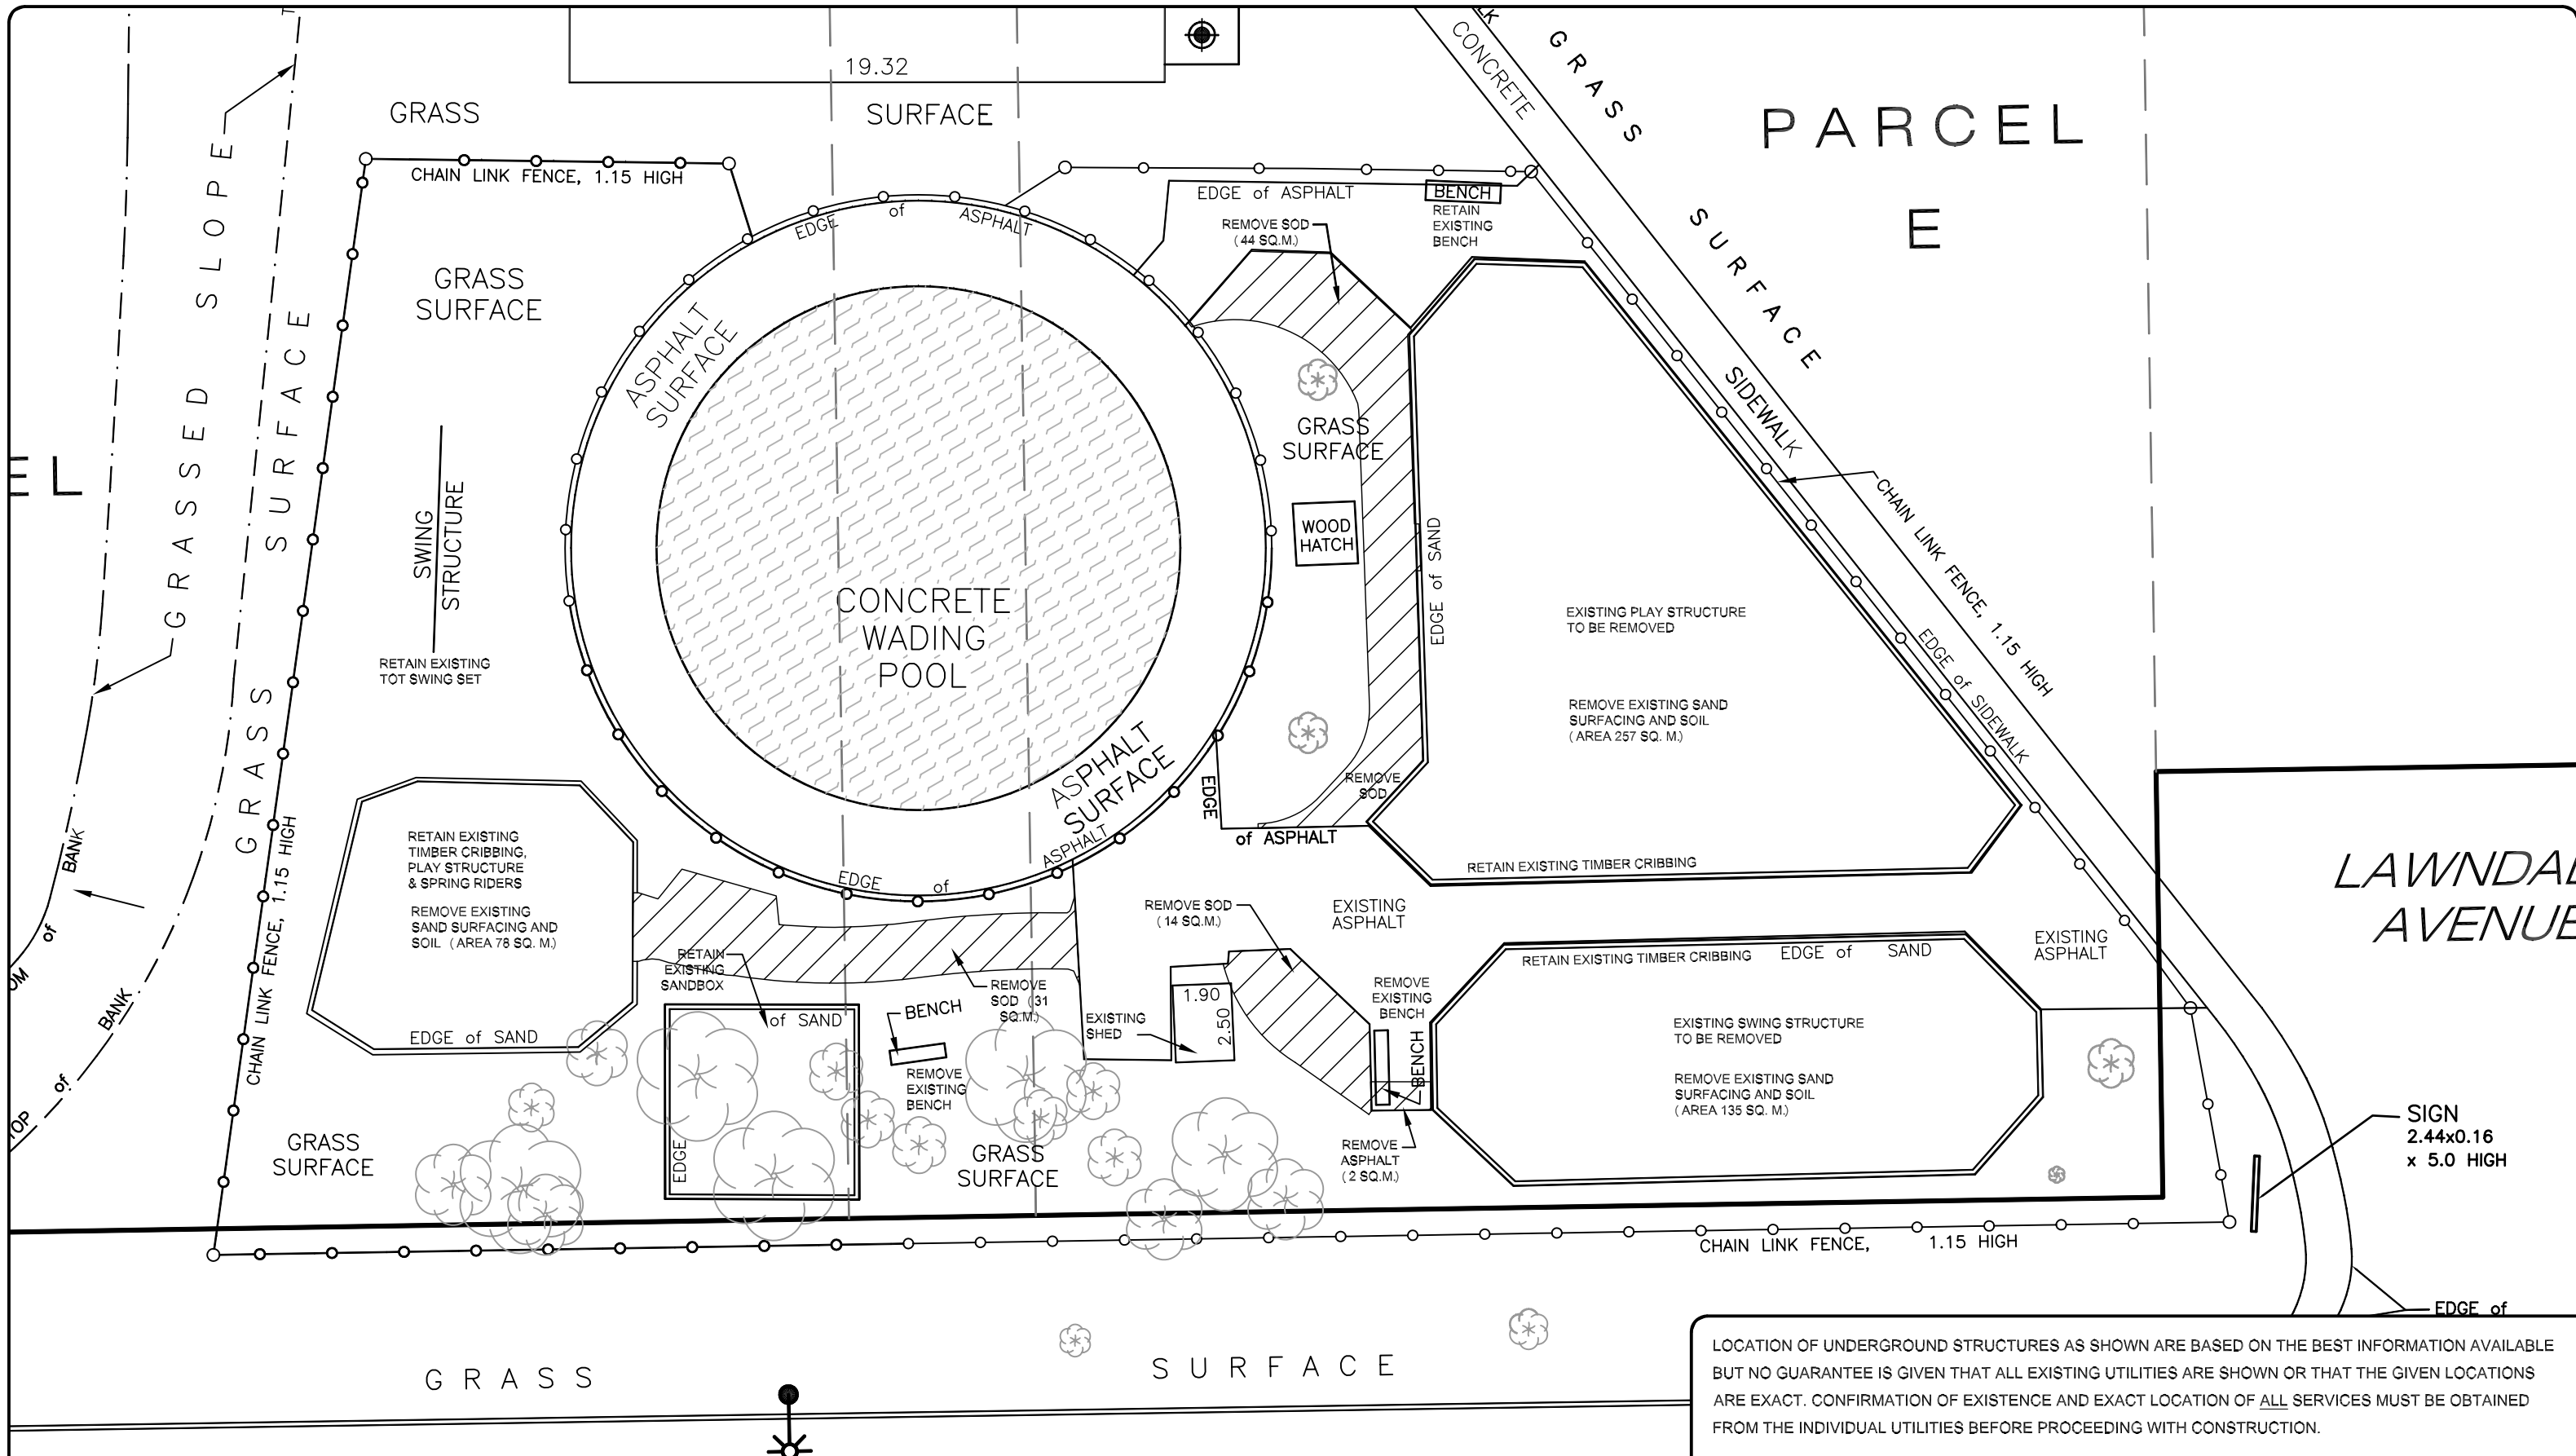 19.32
GRASS
SURFACE
CHAIN LINK FENCE, 1.15 HIGH
CONCRETE
SIDEWALK
GRASS SURFACE
PARCEL
E
EDGE of ASPHALT
BENCH
RETAIN
EXISTING
BENCH
REMOVE SOD
(44 SQ.M.)
EDGE of ASPHALT
GRASSED SLOPE
GRASS SURFACE
GRASS
SURFACE
ASPHALT
SURFACE
GRASS
SURFACE
EL
SWING
STRUCTURE
RETAIN EXISTING
TOT SWING SET
CONCRETE
WADING
POOL
WOOD
HATCH
EDGE of SAND
EXISTING PLAY STRUCTURE
TO BE REMOVED
REMOVE EXISTING SAND
SURFACING AND SOIL
(AREA 257 SQ. M.)
CHAIN LINK FENCE, 1.15 HIGH
EDGE of SIDEWALK
ASPHALT
SURFACE
REMOVE
SOD
EDGE
of ASPHALT
RETAIN EXISTING TIMBER CRIBBING
LAWNDAL
AVENUE
CHAIN LINK FENCE, 1.15 HIGH
RETAIN EXISTING
TIMBER CRIBBING,
PLAY STRUCTURE
& SPRING RIDERS
REMOVE EXISTING
SAND SURFACING AND
SOIL (AREA 78 SQ. M.)
EDGE of SAND
OM of BANK
TOP of BANK
EDGE of ASPHALT
RETAIN
EXISTING
SANDBOX
REMOVE
SOD (31
SQ.M.)
of SAND
EDGE
BENCH
REMOVE
EXISTING
BENCH
REMOVE SOD
(14 SQ.M.)
EXISTING
ASPHALT
EXISTING
SHED
1.90
2.50
REMOVE
EXISTING
BENCH
BENCH
REMOVE
ASPHALT
(2 SQ.M.)
RETAIN EXISTING TIMBER CRIBBING
EDGE of SAND
EXISTING
ASPHALT
EXISTING SWING STRUCTURE
TO BE REMOVED
REMOVE EXISTING SAND
SURFACING AND SOIL
(AREA 135 SQ. M.)
SIGN
2.44x0.16
x 5.0 HIGH
GRASS
SURFACE
GRASS
SURFACE
CHAIN LINK FENCE, 1.15 HIGH
EDGE of
GRASS SURFACE
LOCATION OF UNDERGROUND STRUCTURES AS SHOWN ARE BASED ON THE BEST INFORMATION AVAILABLE
BUT NO GUARANTEE IS GIVEN THAT ALL EXISTING UTILITIES ARE SHOWN OR THAT THE GIVEN LOCATIONS
ARE EXACT. CONFIRMATION OF EXISTENCE AND EXACT LOCATION OF ALL SERVICES MUST BE OBTAINED
FROM THE INDIVIDUAL UTILITIES BEFORE PROCEEDING WITH CONSTRUCTION.